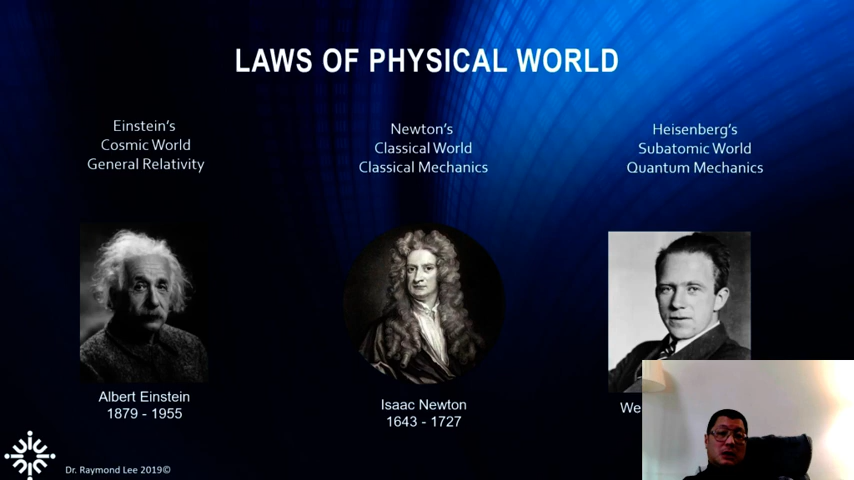 LAWS OF PHYSICAL WORLD
Einstein's
Cosmic World
General Relativity
Newton's
Classical World
Classical Mechanics
Heisenberg's
Subatomic World
Quantum Mechanics
Albert Einstein
1879 - 1955
Isaac Newton
1643 - 1727
We
Dr. Raymond Lee 2019©